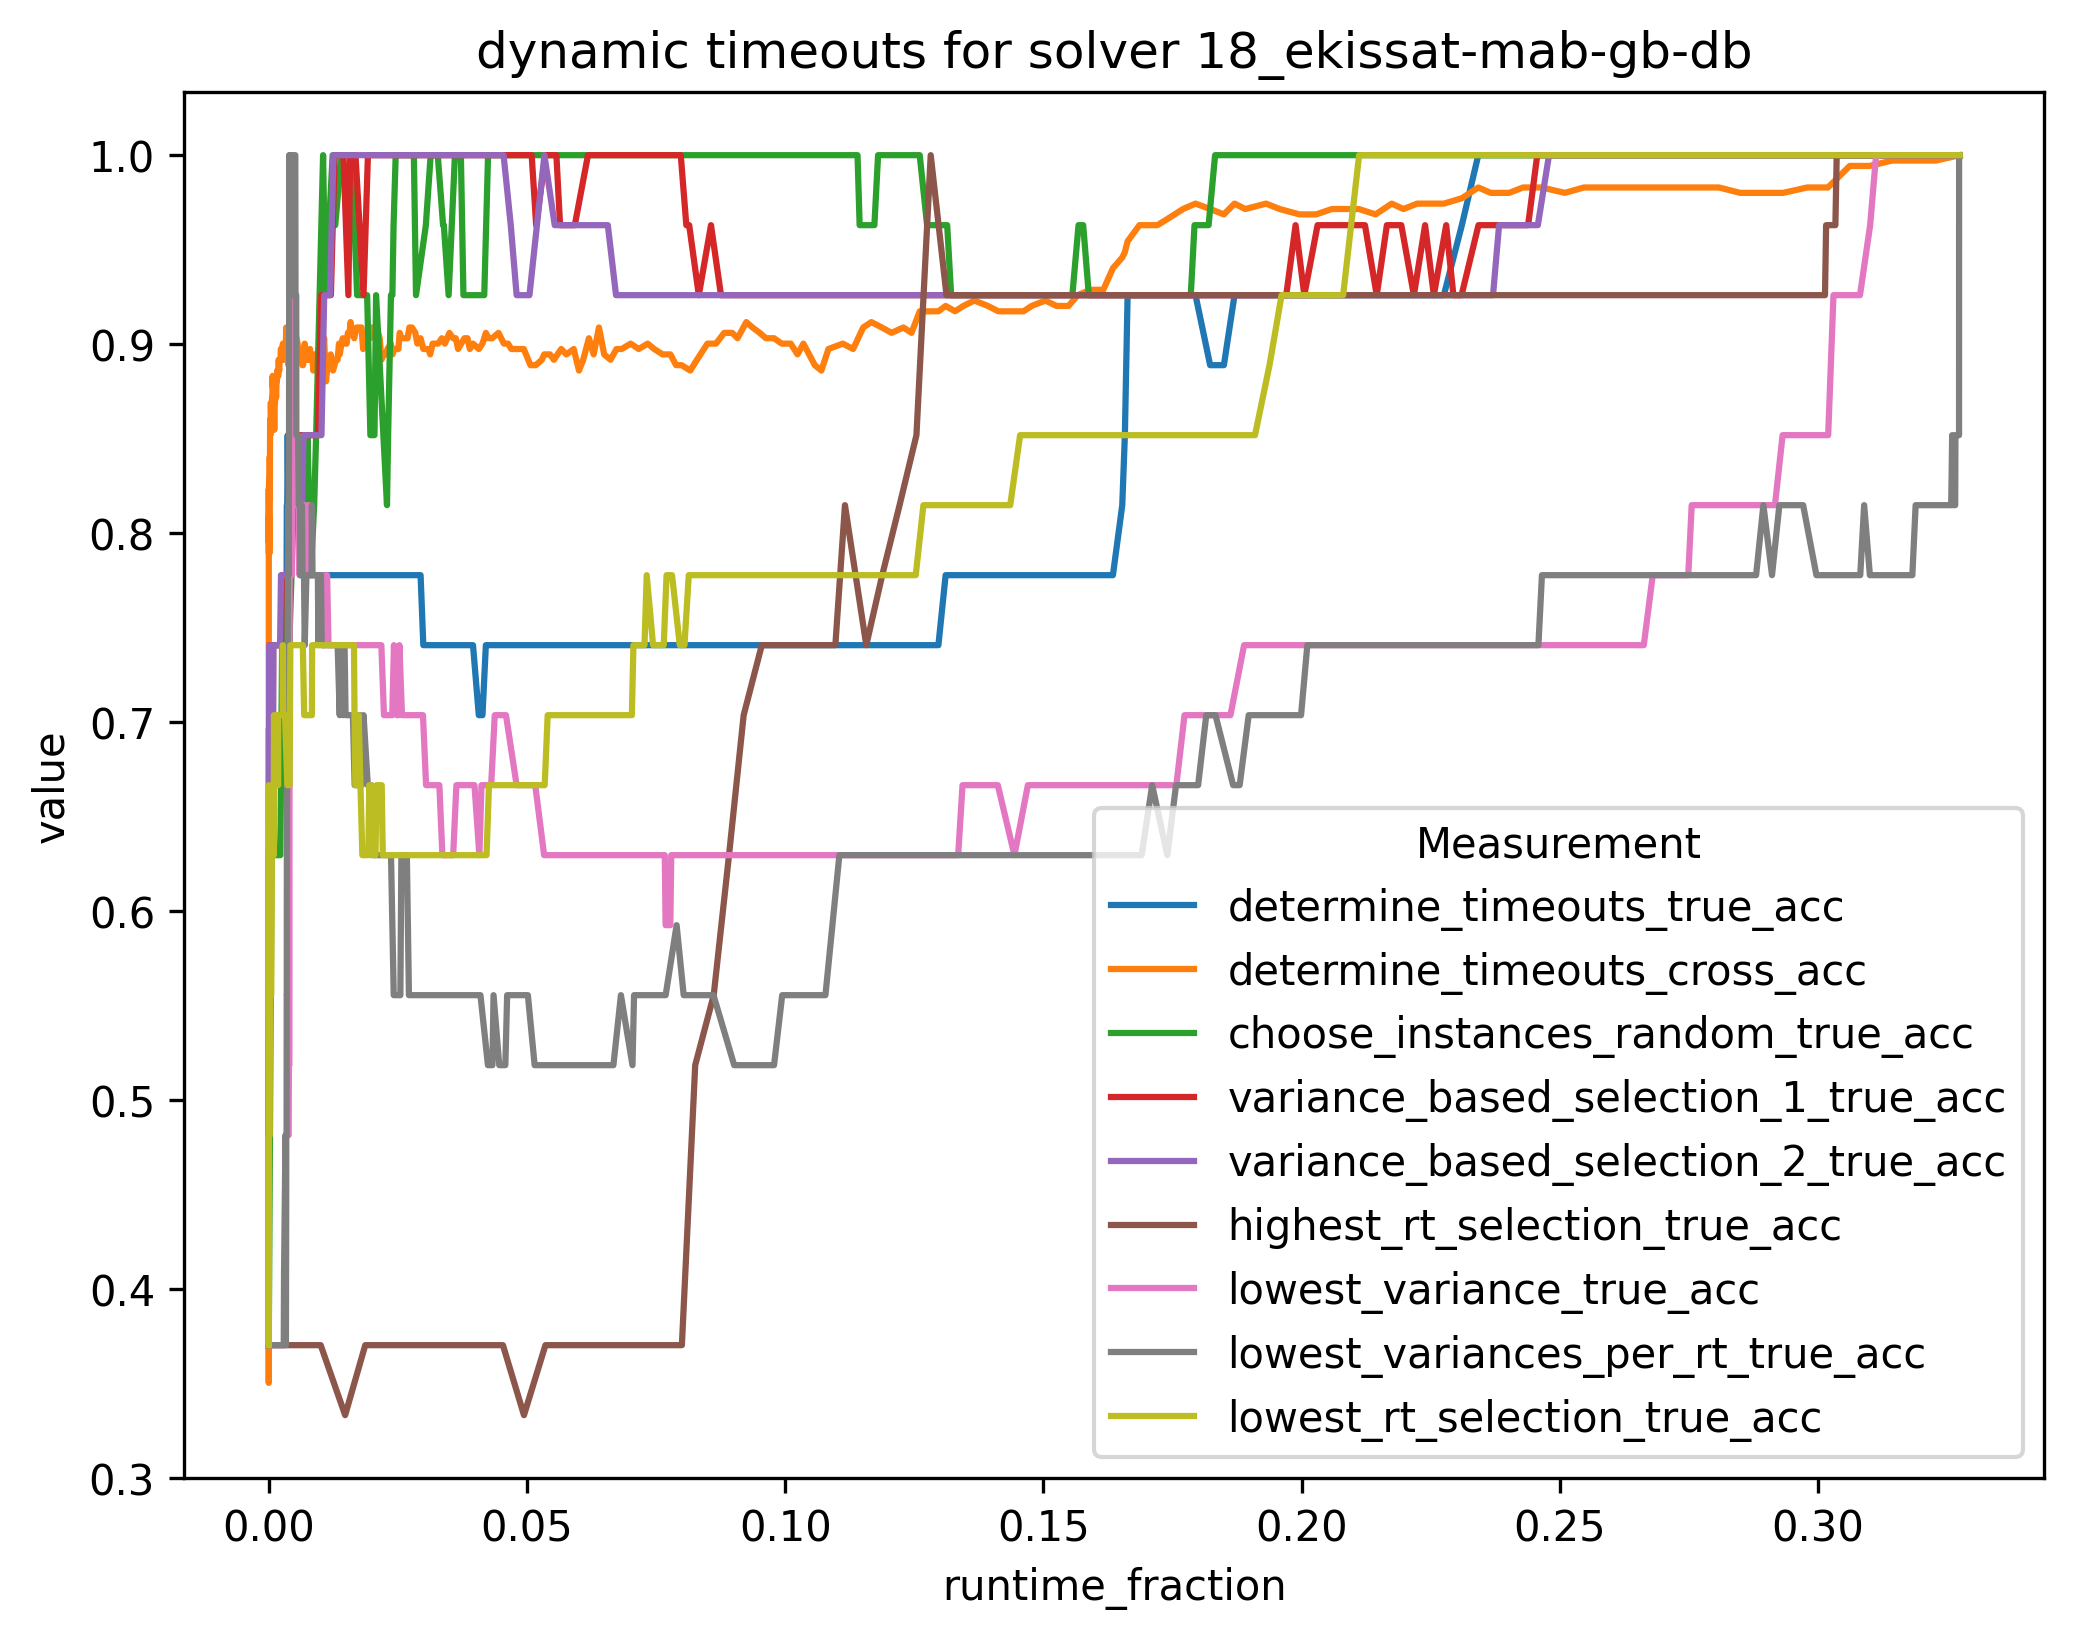 dynamic timeouts for solver 18_ekissat-mab-gb-db
1.0
0.9
0.8
0.7
0.6
0.5
0.4
0.3
value
Measurement
determine_timeouts_true_acc
determine_timeouts_cross_acc
choose_instances_random_true_acc
variance_based_selection_1_true_acc
variance_based_selection_2_true_acc
highest_rt_selection_true_acc
lowest_variance_true_acc
lowest_variances_per_rt_true_acc
lowest_rt_selection_true_acc
0.00 0.05 0.10 0.15 0.20 0.25 0.30
runtime_fraction